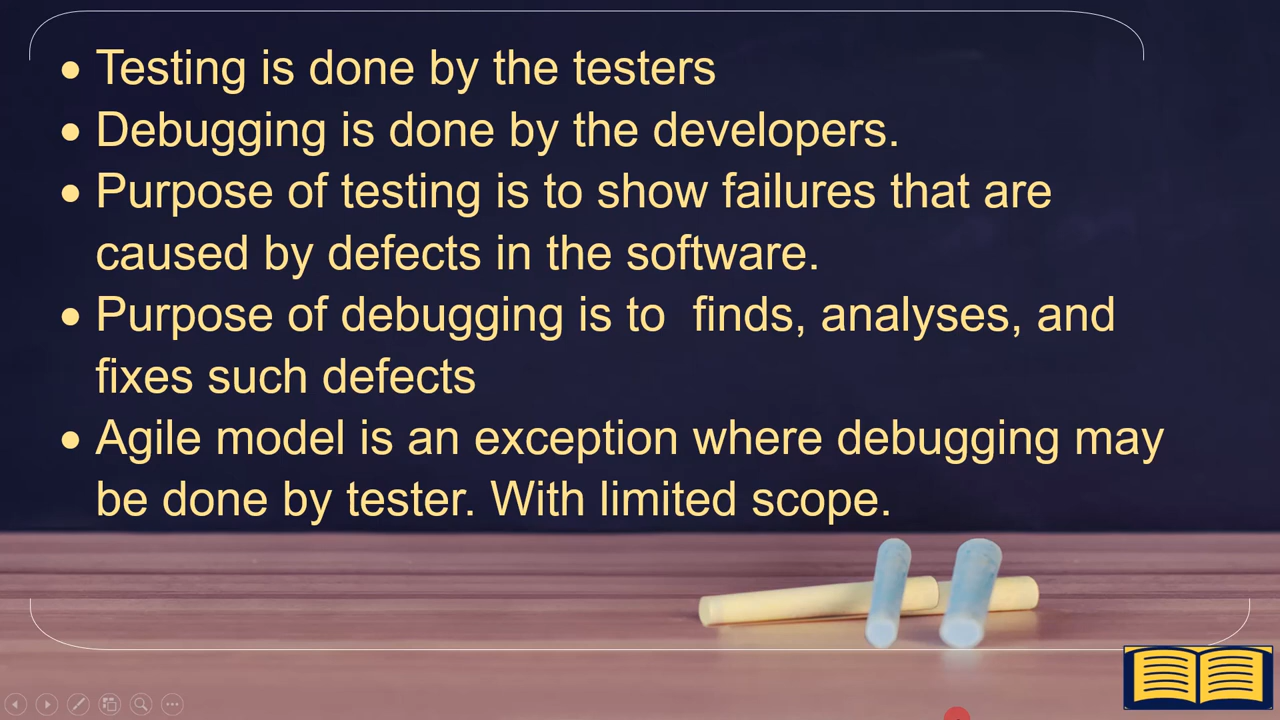 • Testing is done by the testers
• Debugging is done by the developers.
• Purpose of testing is to show failures that are
caused by defects in the software.
• Purpose of debugging is to  finds, analyses, and
fixes such defects
• Agile model is an exception where debugging may
be done by tester. With limited scope.